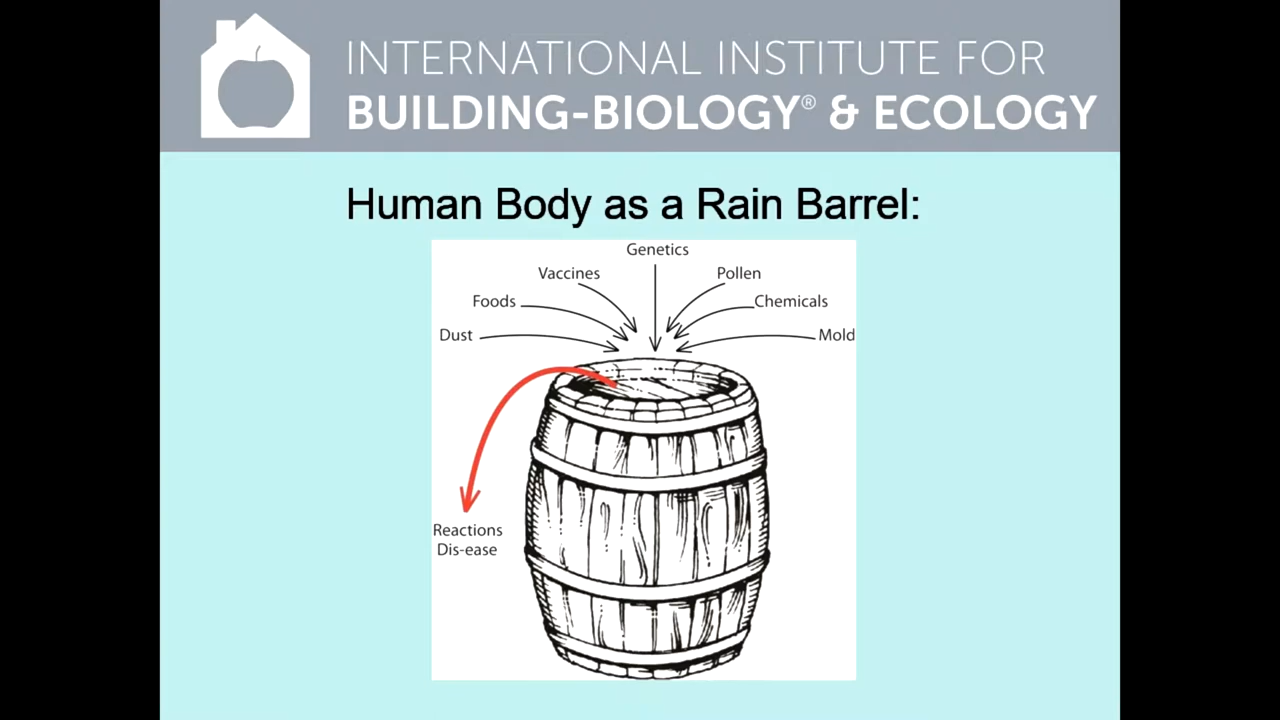 INTERNATIONAL INSTITUTE FOR
BUILDING-BIOLOGY® & ECOLOGY
Human Body as a Rain Barrel:
Genetics
Vaccines
Pollen
Foods
Chemicals
Dust
Mold
Reactions
Dis-ease